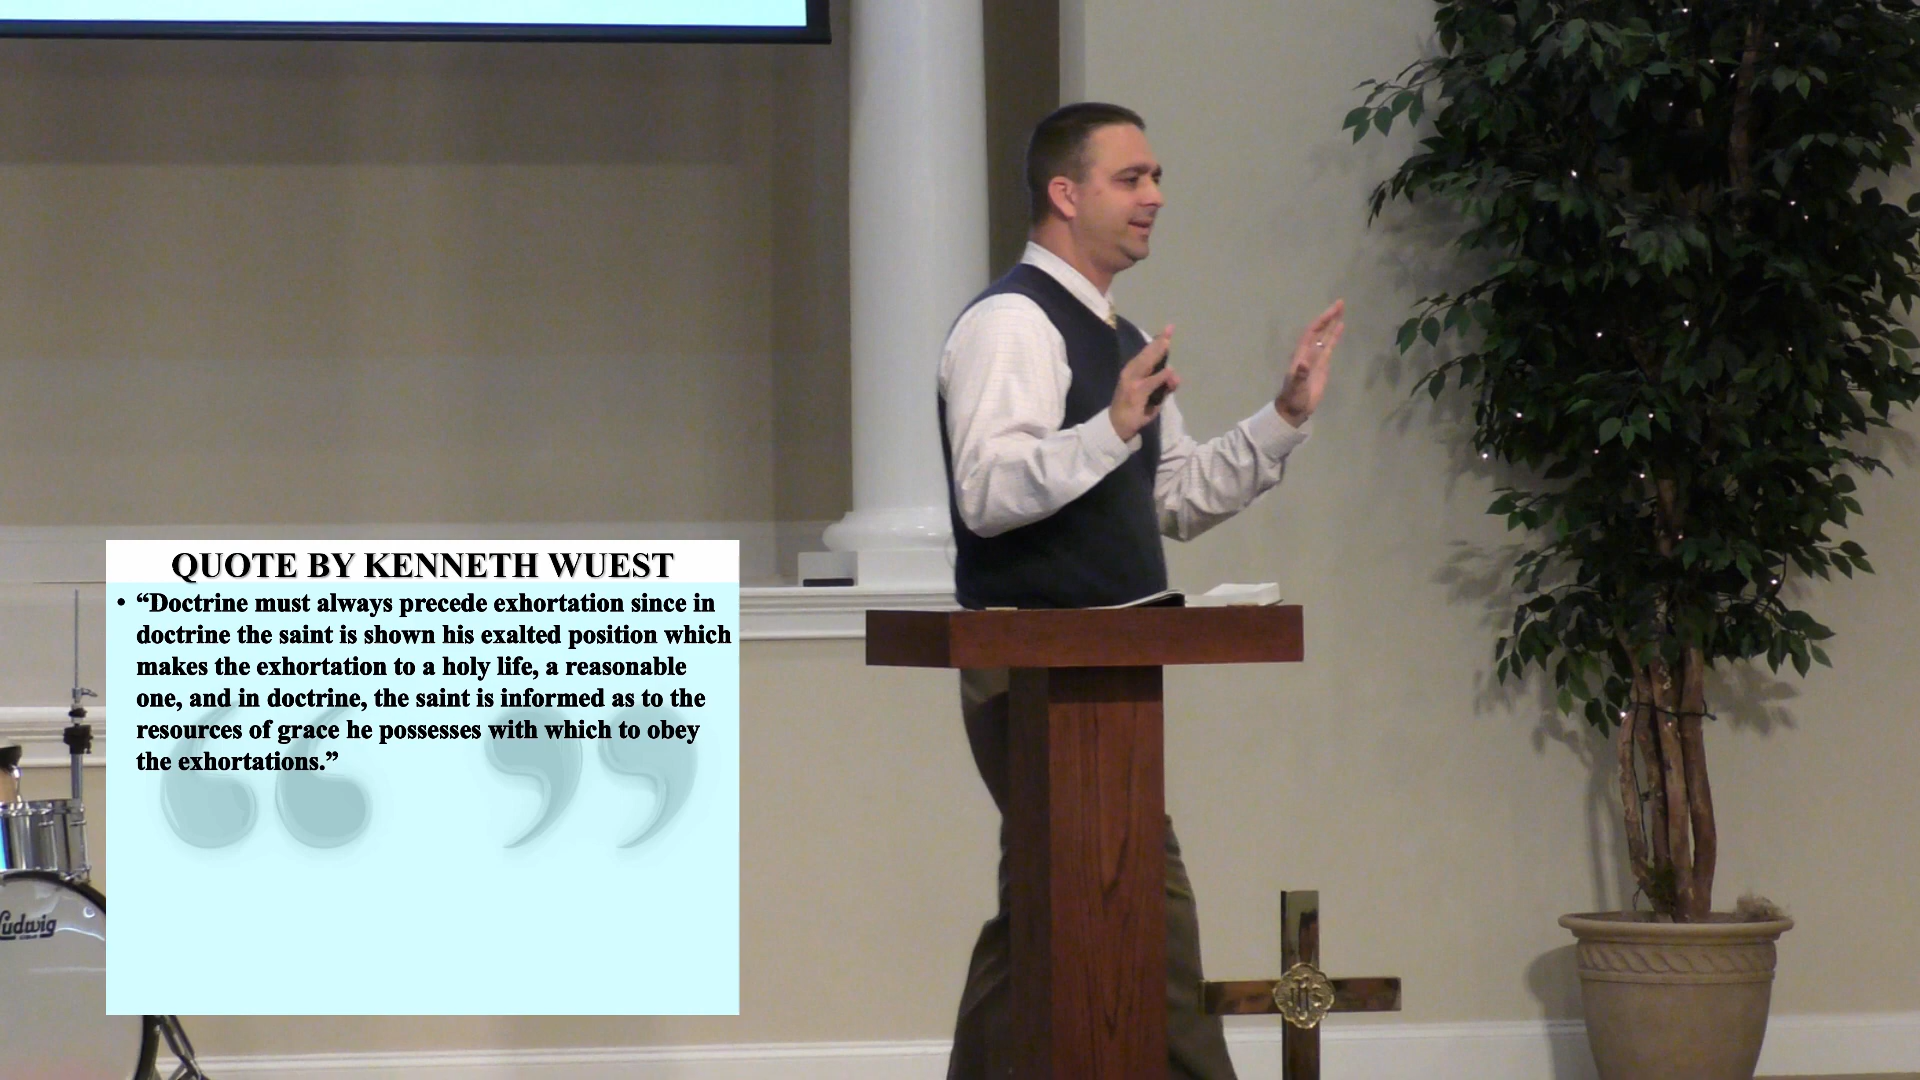 QUOTE BY KENNETH WUEST
• “Doctrine must always precede exhortation since in
doctrine the saint is shown his exalted position which
makes the exhortation to a holy life, a reasonable
one, and in doctrine, the saint is informed as to the
resources of grace he possesses with which to obey
the exhortations.”
Ludwig
IHS